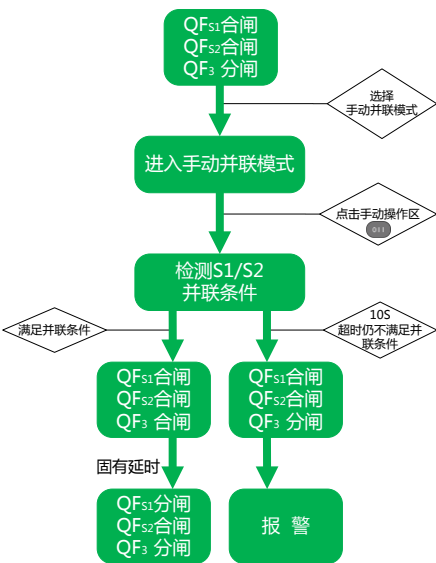 QFS1合闸
QFS2合闸
QF3 分闸
选择
手动并联模式
进入手动并联模式
点击手动操作区
011
检测S1/S2
并联条件
满足并联条件
10S
超时仍不满足并
联条件
QFS1合闸
QFS2合闸
QF3 合闸
QFS1合闸
QFS2合闸
QF3 分闸
固有延时
QFS1分闸
QFS2合闸
QF3 分闸
报 警